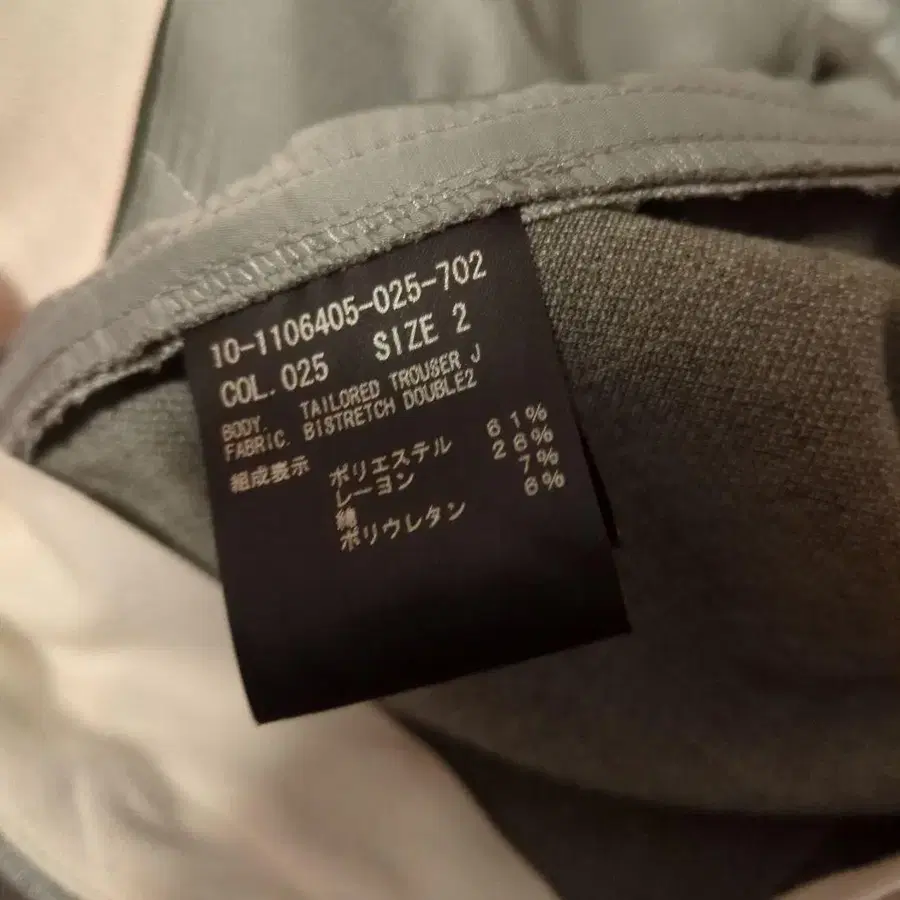 10-1106405-025-702
COL. 025 SIZE 2
BODY. TAILORED TROUSER J
FABRIC. BISTRETCH DOUBLE2
組成表示 ポリエステル 61%
レーヨン 26%
綿 7%
ポリウレタン 6%